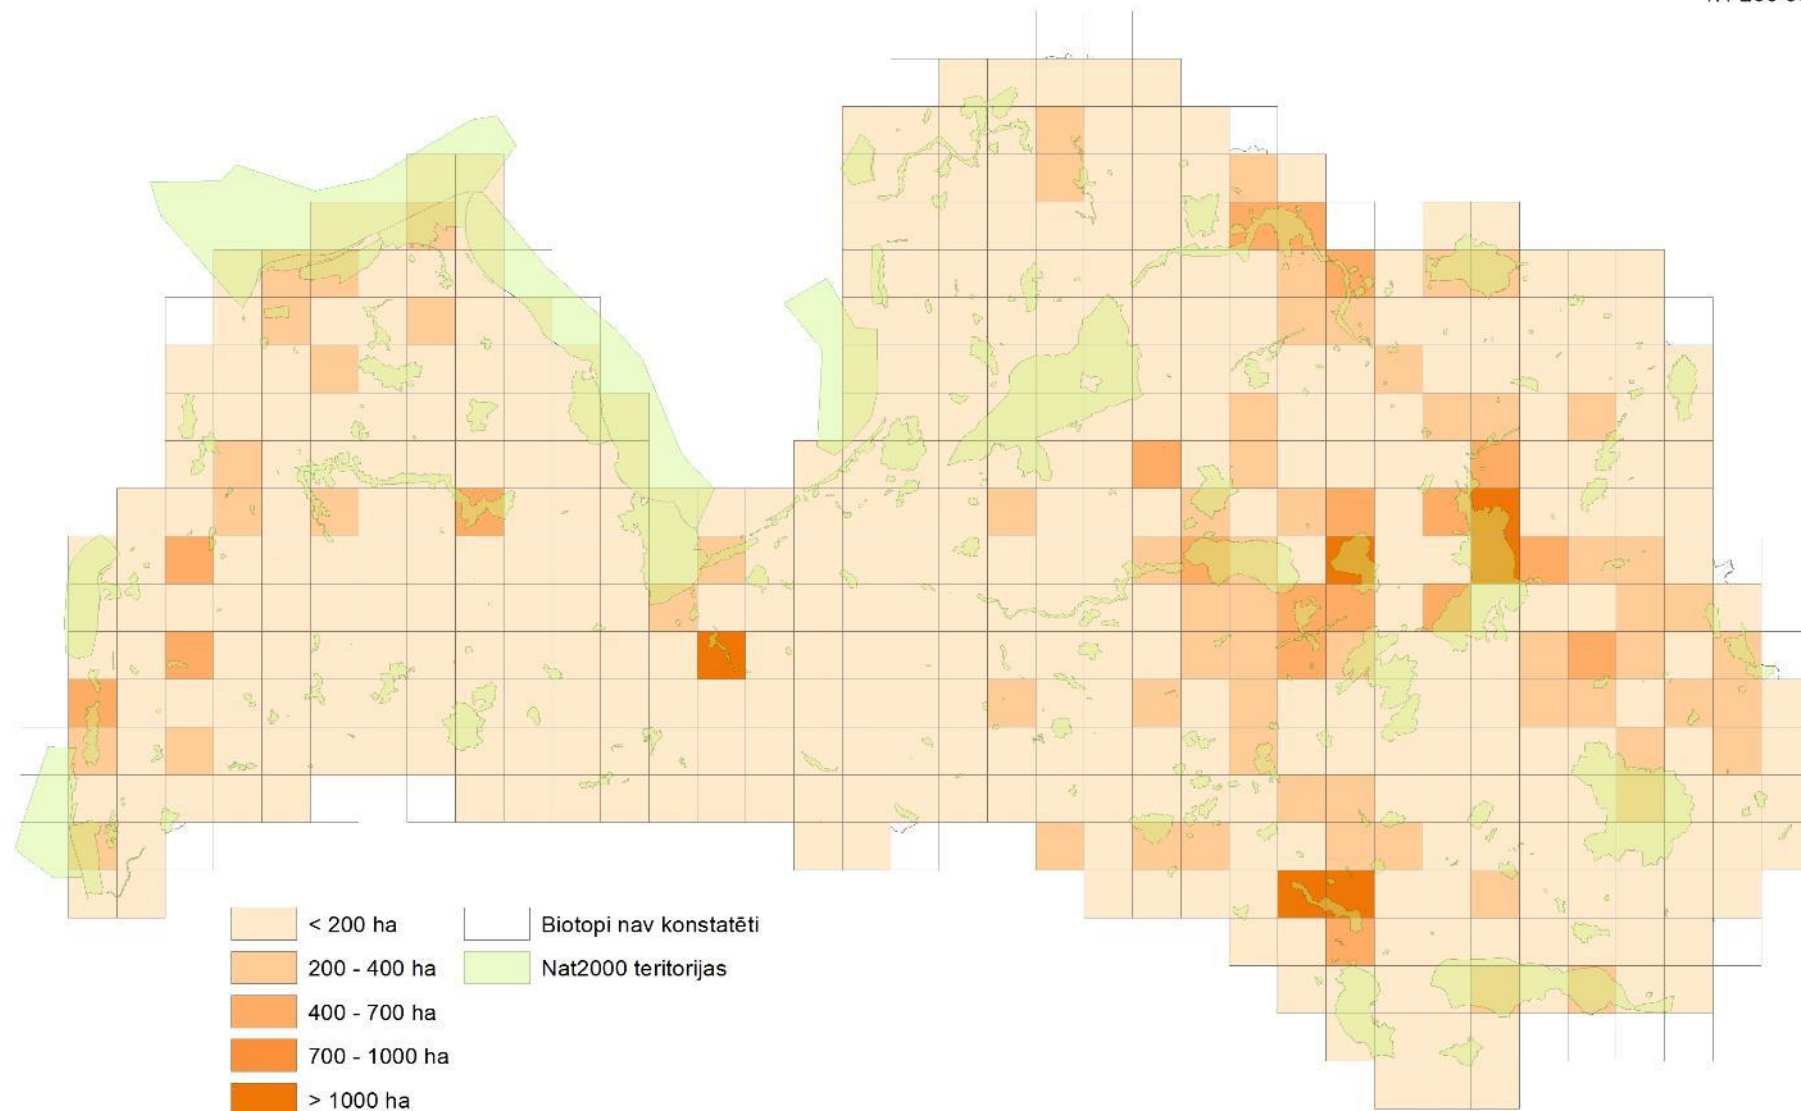 < 200 ha
200 - 400 ha
400 - 700 ha
700 - 1000 ha
> 1000 ha
Biotopi nav konstatēti
Nat2000 teritorijas